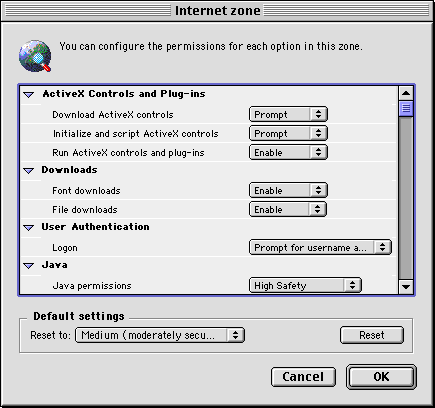 Internet zone
You can configure the permissions for each option in this zone.
ActiveX Controls and Plug-ins
Download ActiveX controls Prompt
Initialize and script ActiveX controls Prompt
Run ActiveX controls and plug-ins Enable
Downloads
Font downloads Enable
File downloads Enable
User Authentication
Logon Prompt for username a...
Java
Java permissions High Safety
Default settings
Reset to: Medium (moderately secu... Reset
Cancel OK